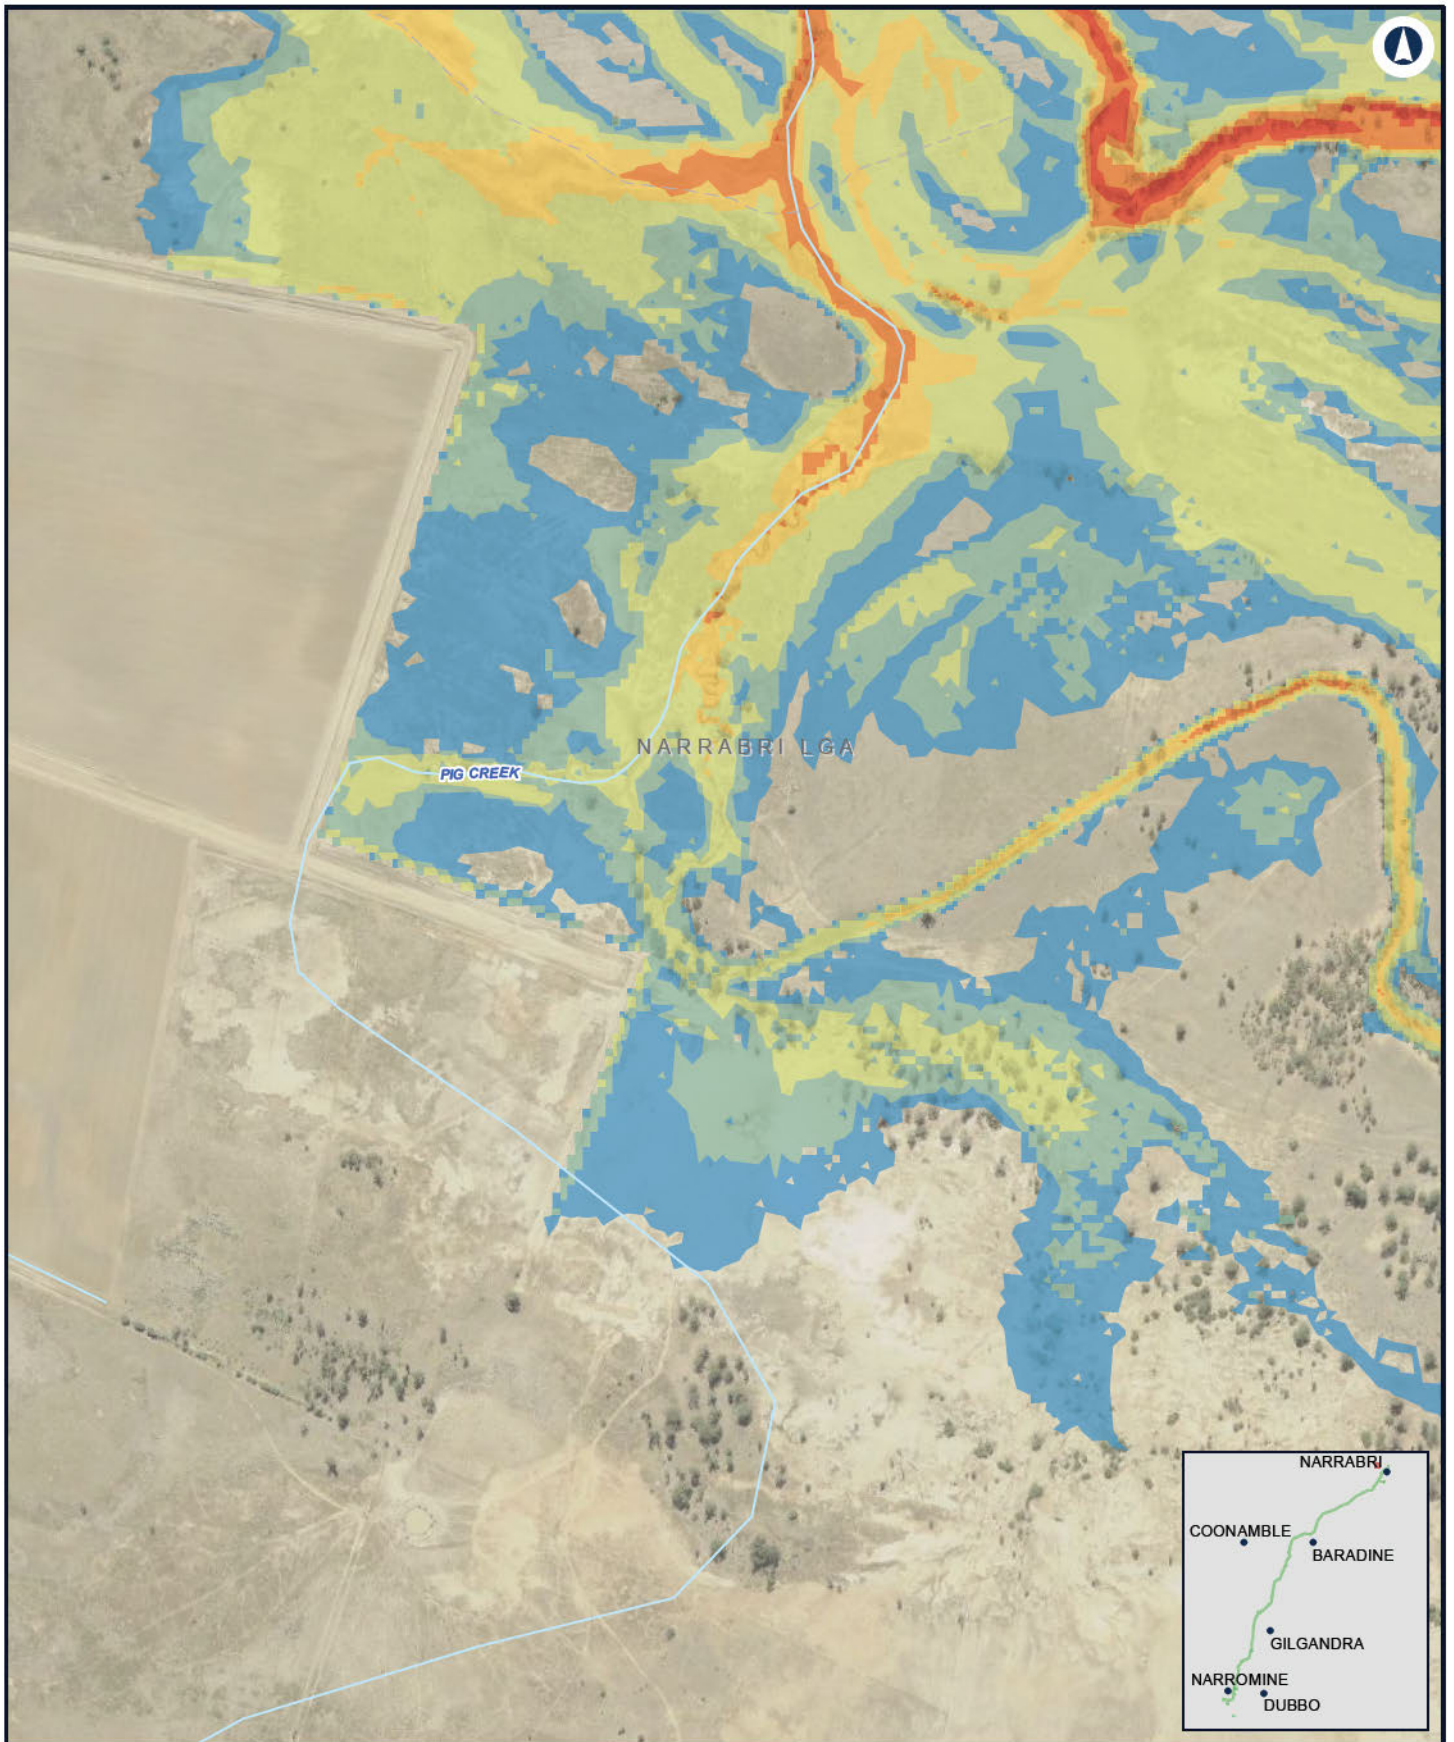 NARRABRI LGA
PIG CREEK
NARRABRI
COONAMBLE
BARADINE
GILGANDRA
NARROMINE
DUBBO